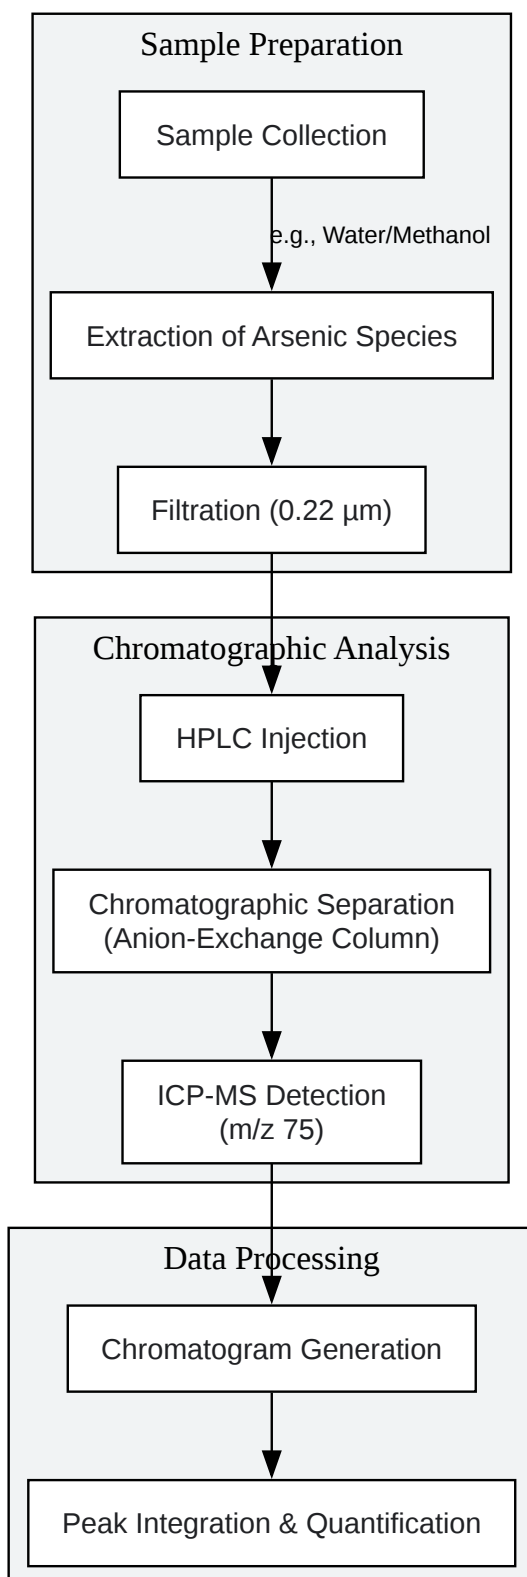 Sample Preparation
Sample Collection
e.g., Water/Methanol
Extraction of Arsenic Species
Filtration (0.22 µm)
Chromatographic Analysis
HPLC Injection
Chromatographic Separation
(Anion-Exchange Column)
ICP-MS Detection
(m/z 75)
Data Processing
Chromatogram Generation
Peak Integration & Quantification